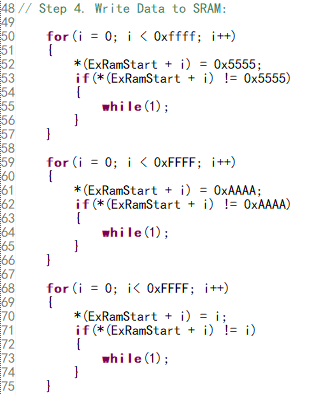 48 // Step 4. Write Data to SRAM:
49
50 for(i = 0; i < 0xffff; i++)
51 {
52 *(ExRamStart + i) = 0x5555;
53 if(*(ExRamStart + i) != 0x5555)
54 {
55 while(1);
56 }
57 }
58
59 for(i = 0; i < 0xFFFF; i++)
60 {
61 *(ExRamStart + i) = 0xAAAA;
62 if(*(ExRamStart + i) != 0xAAAA)
63 {
64 while(1);
65 }
66 }
67
68 for(i = 0; i< 0xFFFF; i++)
69 {
70 *(ExRamStart + i) = i;
71 if(*(ExRamStart + i) != i)
72 {
73 while(1);
74 }
75 }